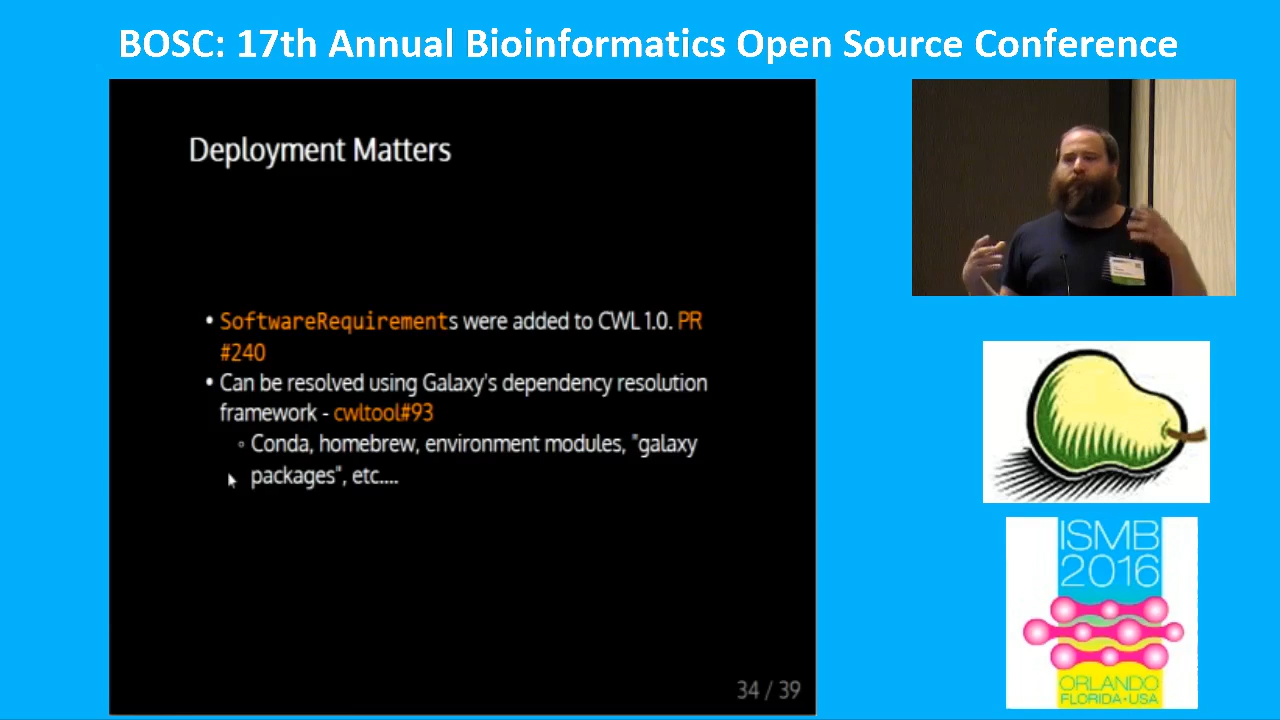 BOSC: 17th Annual Bioinformatics Open Source Conference
Deployment Matters
• SoftwareRequirements were added to CWL 1.0. PR
#240
• Can be resolved using Galaxy's dependency resolution
framework - cwltool#93
◦ Conda, homebrew, environment modules, "galaxy
packages", etc....
34 / 39
ISMB
2016
ORLANDO
FLORIDA•USA